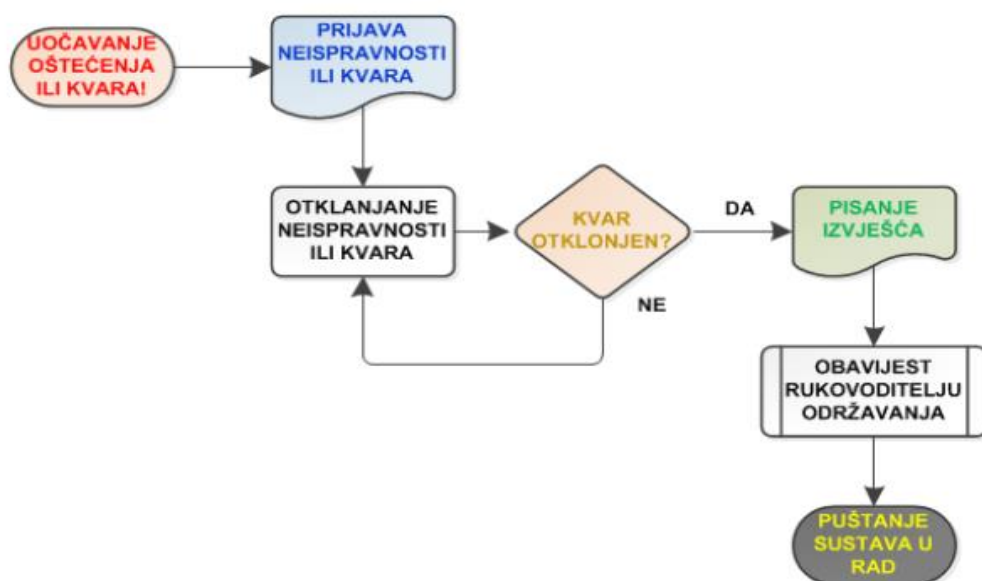 UOČAVANJE
OŠTEĆENJA
ILI KVARA!
PRIJAVA
NEISPRAVNOSTI
ILI KVARA
OTKLANJANJE
NEISPRAVNOSTI
ILI KVARA
KVAR
OTKLONJEN?
DA
NE
PISANJE
IZVJEŠĆA
OBAVIJEST
RUKOVODITELJU
ODRŽAVANJA
PUŠTANJE
SUSTAVA U
RAD